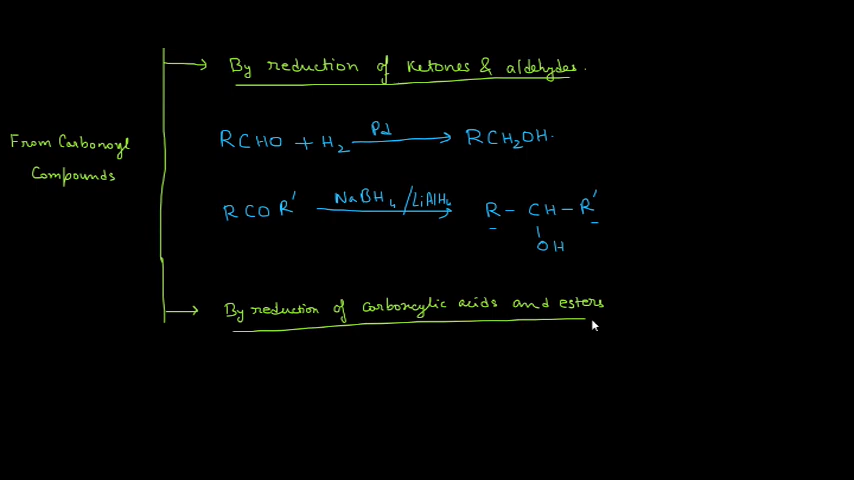 By reduction of Ketones & aldehydes.
From Carbonoyl
Compounds
RCHO + H₂ Pd RCH₂OH.
RCOR' NaBH₄/LiAlH₄ R-CH-R'
OH
By reduction of carboxcylic acids and esters